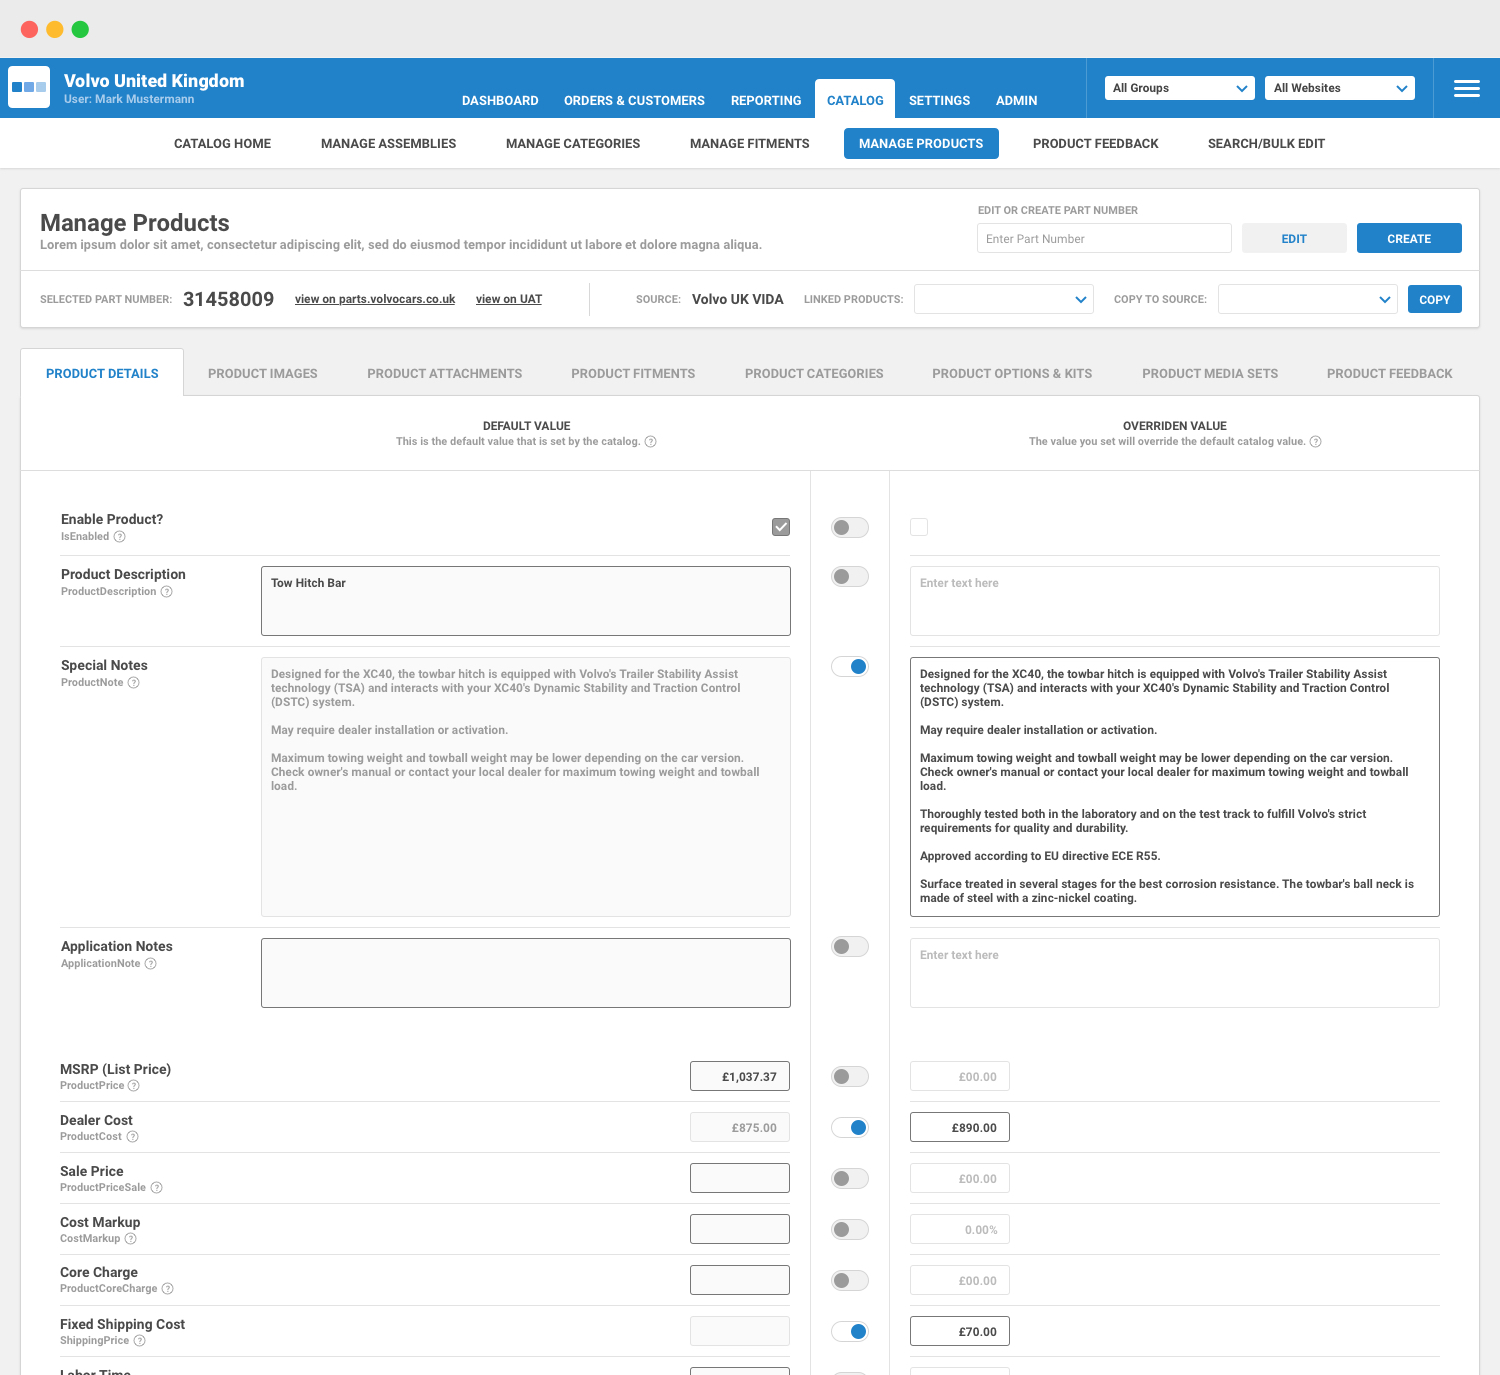 Volvo United Kingdom
User: Mark Mustermann
DASHBOARD
ORDERS & CUSTOMERS
REPORTING
CATALOG
SETTINGS
ADMIN
All Groups
All Websites
CATALOG HOME
MANAGE ASSEMBLIES
MANAGE CATEGORIES
MANAGE FITMENTS
MANAGE PRODUCTS
PRODUCT FEEDBACK
SEARCH/BULK EDIT
Manage Products
Lorem ipsum dolor sit amet, consectetur adipiscing elit, sed do eiusmod tempor incididunt ut labore et dolore magna aliqua.
EDIT OR CREATE PART NUMBER
Enter Part Number
EDIT
CREATE
SELECTED PART NUMBER:
31458009
view on parts.volvocars.co.uk
view on UAT
SOURCE:
Volvo UK VIDA
LINKED PRODUCTS:
COPY TO SOURCE:
COPY
PRODUCT DETAILS
PRODUCT IMAGES
PRODUCT ATTACHMENTS
PRODUCT FITMENTS
PRODUCT CATEGORIES
PRODUCT OPTIONS & KITS
PRODUCT MEDIA SETS
PRODUCT FEEDBACK
DEFAULT VALUE
This is the default value that is set by the catalog. ?
OVERRIDEN VALUE
The value you set will override the default catalog value. ?
Enable Product?
IsEnabled ?
Product Description
ProductDescription ?
Tow Hitch Bar
Enter text here
Special Notes
ProductNote ?
Designed for the XC40, the towbar hitch is equipped with Volvo's Trailer Stability Assist
technology (TSA) and interacts with your XC40's Dynamic Stability and Traction Control
(DSTC) system.
May require dealer installation or activation.
Maximum towing weight and towball weight may be lower depending on the car version.
Check owner's manual or contact your local dealer for maximum towing weight and towball
load.
Designed for the XC40, the towbar hitch is equipped with Volvo's Trailer Stability Assist
technology (TSA) and interacts with your XC40's Dynamic Stability and Traction Control
(DSTC) system.
May require dealer installation or activation.
Maximum towing weight and towball weight may be lower depending on the car version.
Check owner's manual or contact your local dealer for maximum towing weight and towball
load.
Thoroughly tested both in the laboratory and on the test track to fulfill Volvo's strict
requirements for quality and durability.
Approved according to EU directive ECE R55.
Surface treated in several stages for the best corrosion resistance. The towbar's ball neck is
made of steel with a zinc-nickel coating.
Application Notes
ApplicationNote ?
Enter text here
MSRP (List Price)
ProductPrice ?
£1,037.37
£00.00
Dealer Cost
ProductCost ?
£875.00
£890.00
Sale Price
ProductPriceSale ?
£00.00
Cost Markup
CostMarkup ?
0.00%
Core Charge
ProductCoreCharge ?
£00.00
Fixed Shipping Cost
ShippingPrice ?
£70.00
Labor Time